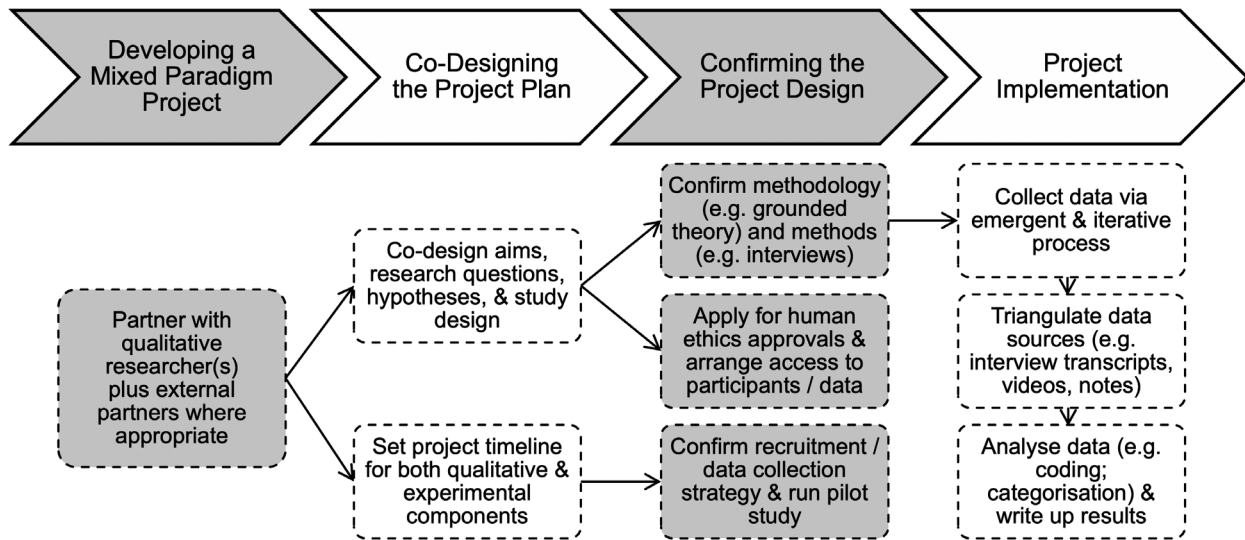 Developing a
Mixed Paradigm
Project
Co-Designing
the Project Plan
Confirming the
Project Design
Project
Implementation
Partner with
qualitative
researcher(s)
plus external
partners where
appropriate
Co-design aims,
research questions,
hypotheses, & study
design
Set project timeline
for both qualitative &
experimental
components
Confirm methodology
(e.g. grounded
theory) and methods
(e.g. interviews)
Apply for human
ethics approvals &
arrange access to
participants / data
Confirm recruitment /
data collection
strategy & run pilot
study
Collect data via
emergent & iterative
process
Triangulate data
sources (e.g.
interview transcripts,
videos, notes)
Analyse data (e.g.
coding;
categorisation) &
write up results